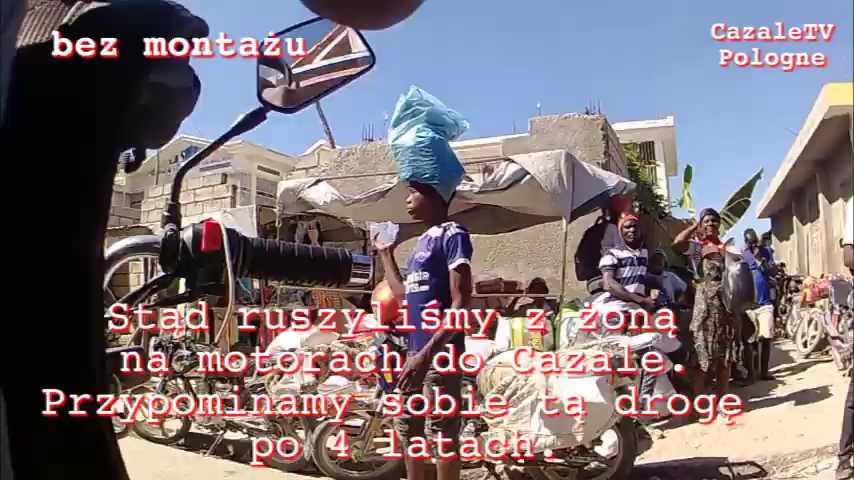 bez montażu
CazaleTV
Pologne
Stąd ruszyliśmy z żoną
na motorach do Cazale.
Przypominamy sobie tą drogę
po 4 latach.